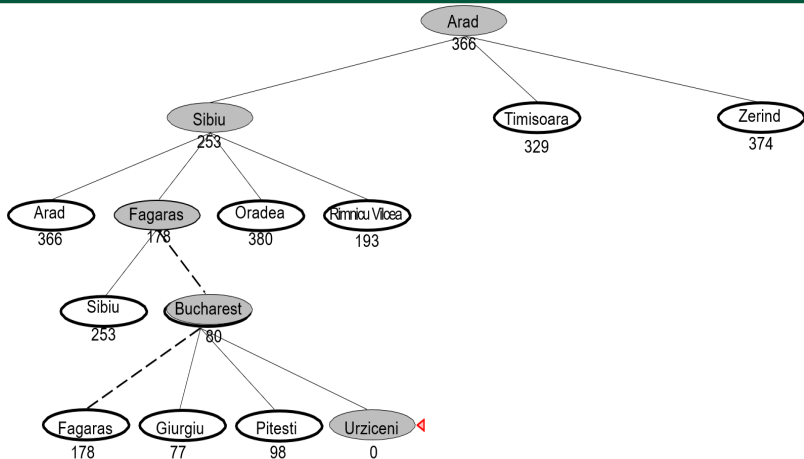 Arad
366
Sibiu
253
Timisoara
329
Zerind
374
Arad
366
Fagaras
178
Oradea
380
Rimnicu Vilcea
193
Sibiu
253
Bucharest
80
Fagaras
178
Giurgiu
77
Pitesti
98
Urziceni
0